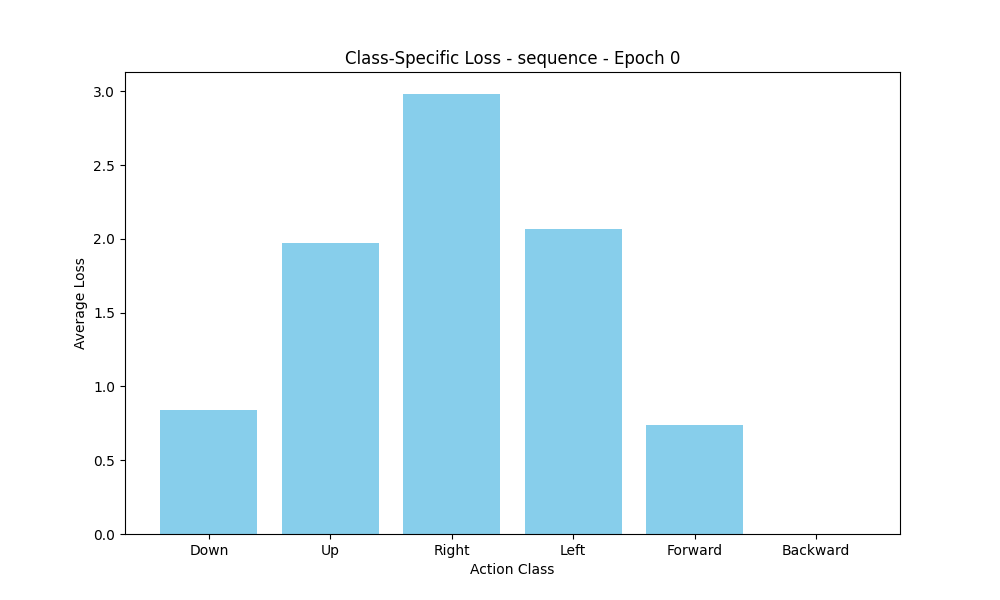 Class-Specific Loss - sequence - Epoch 0
3.0
2.5
2.0
1.5
1.0
0.5
0.0
Average Loss
Down Up Right Left Forward Backward
Action Class